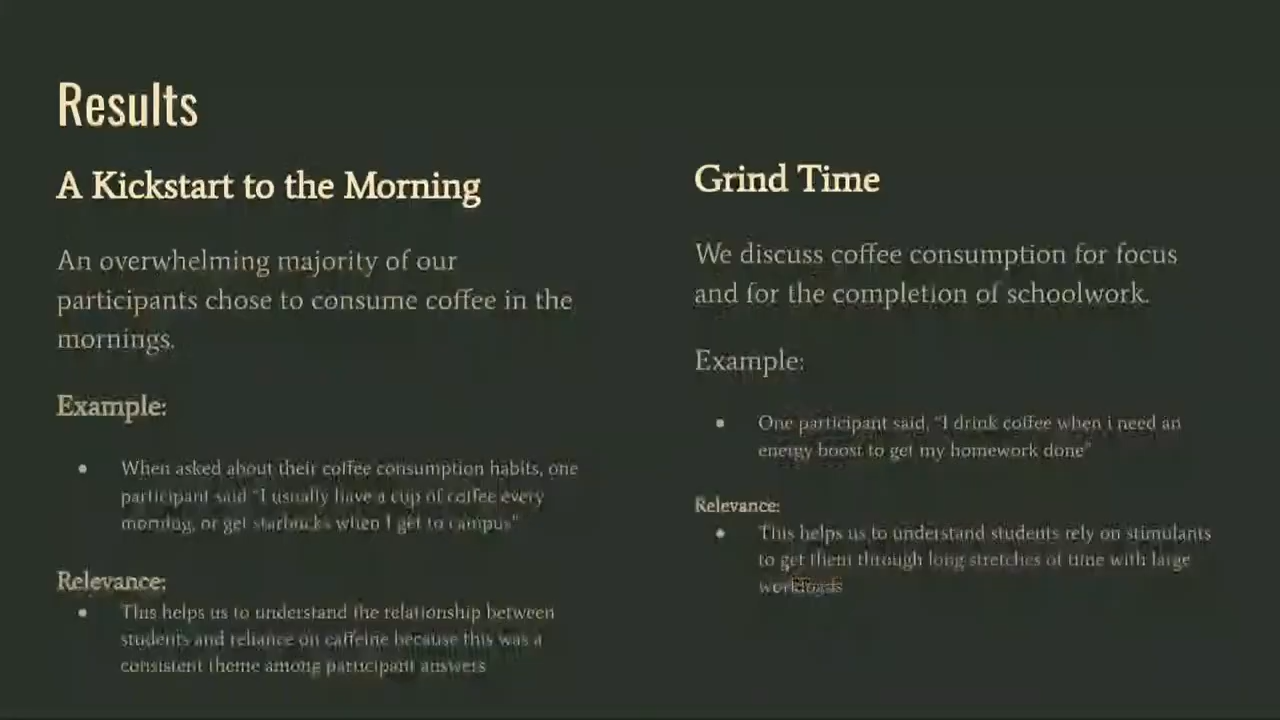 Results
A Kickstart to the Morning
An overwhelming majority of our
participants chose to consume coffee in the
mornings.
Example:
When asked about their coffee consumption habits, one
participant said "I usually have a cup of coffee every
morning, or get starbucks when I get to campus"
Relevance:
This helps us to understand the relationship between
students and reliance on caffeine because this was a
consistent theme among participant answers
Grind Time
We discuss coffee consumption for focus
and for the completion of schoolwork.
Example:
One participant said, "I drink coffee when i need an
energy boost to get my homework done"
Relevance:
This helps us to understand students rely on stimulants
to get them through long stretches of time with large
workloads